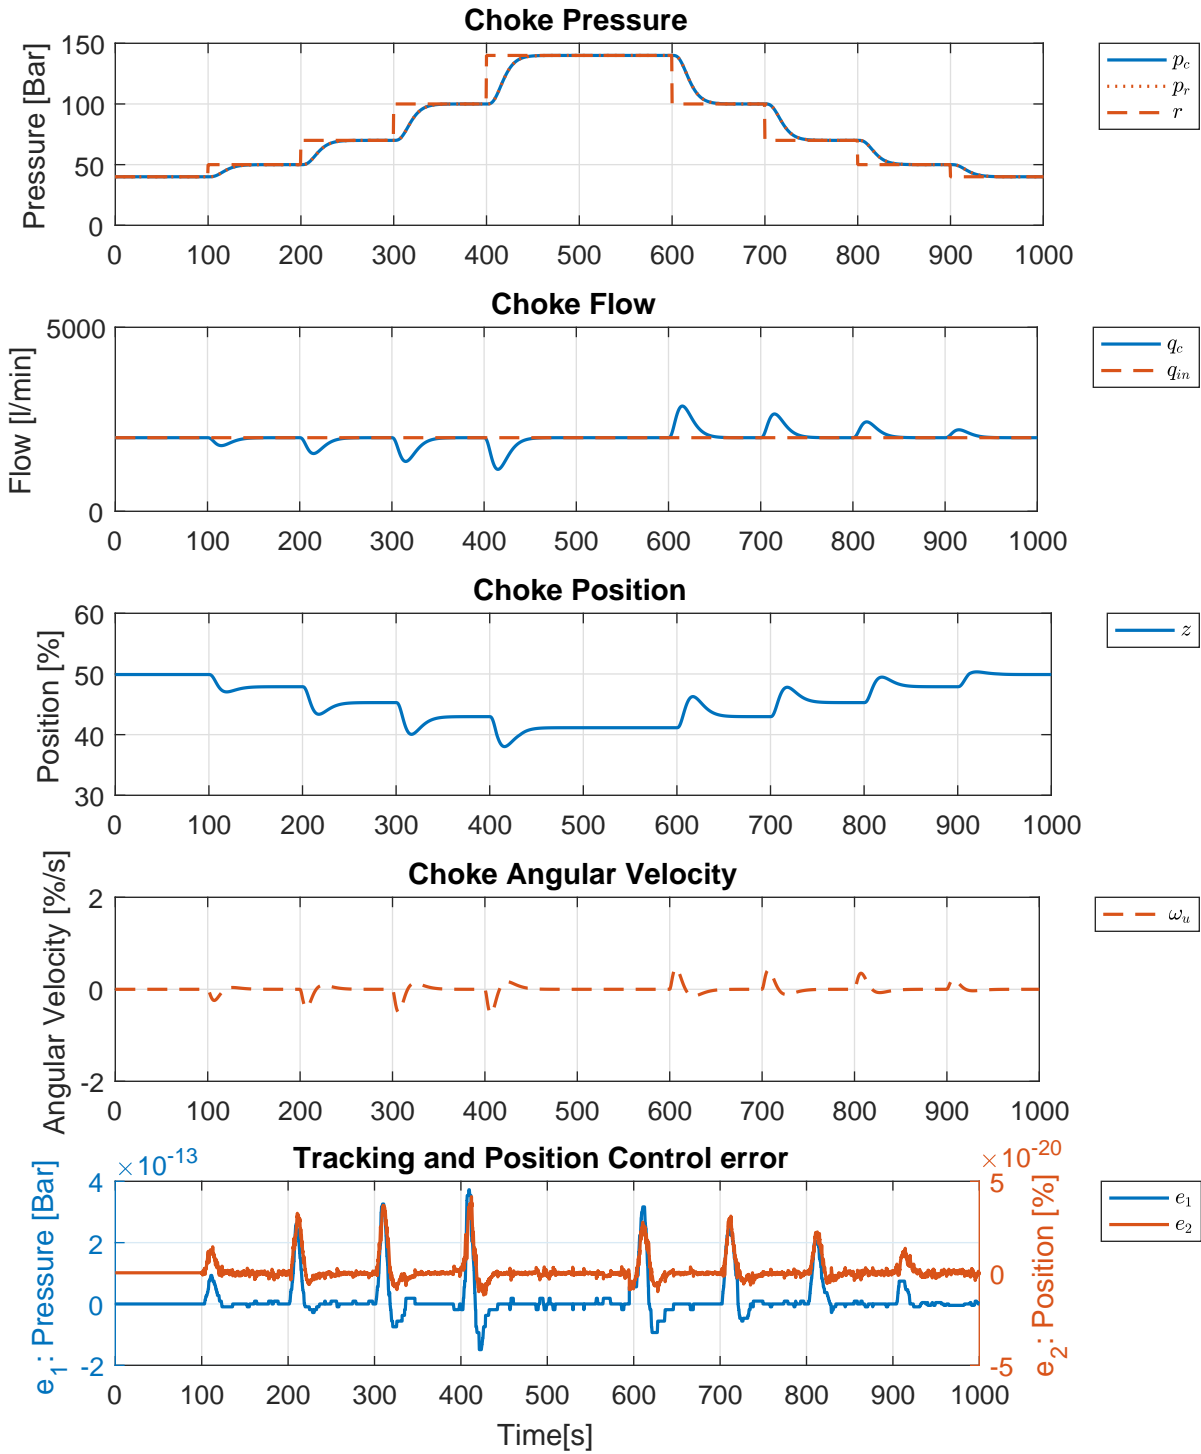 Choke Pressure
Pressure [Bar]
150
100
50
0
0 100 200 300 400 500 600 700 800 900 1000
p_c
p_r
r
Choke Flow
Flow [l/min]
5000
0
0 100 200 300 400 500 600 700 800 900 1000
q_c
q_{in}
Choke Position
Position [%]
60
50
40
30
0 100 200 300 400 500 600 700 800 900 1000
z
Choke Angular Velocity
Angular Velocity [%/s]
2
0
-2
0 100 200 300 400 500 600 700 800 900 1000
ω_u
Tracking and Position Control error
×10^{-13}
×10^{-20}
e_1: Pressure [Bar]
4
2
0
-2
5
0
-5
e_2: Position [%]
0 100 200 300 400 500 600 700 800 900 1000
Time[s]
e_1
e_2